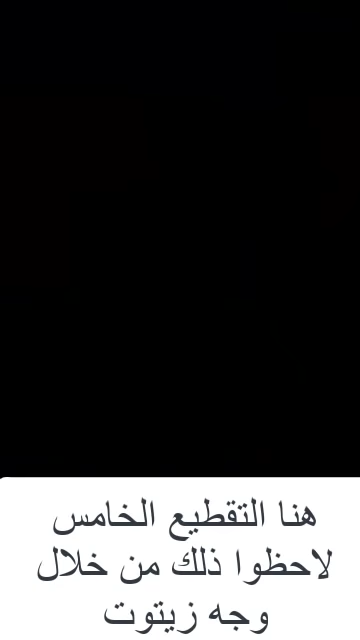 هنا التقطيع الخامس
لاحظوا ذلك من خلال
وجه زيتوت